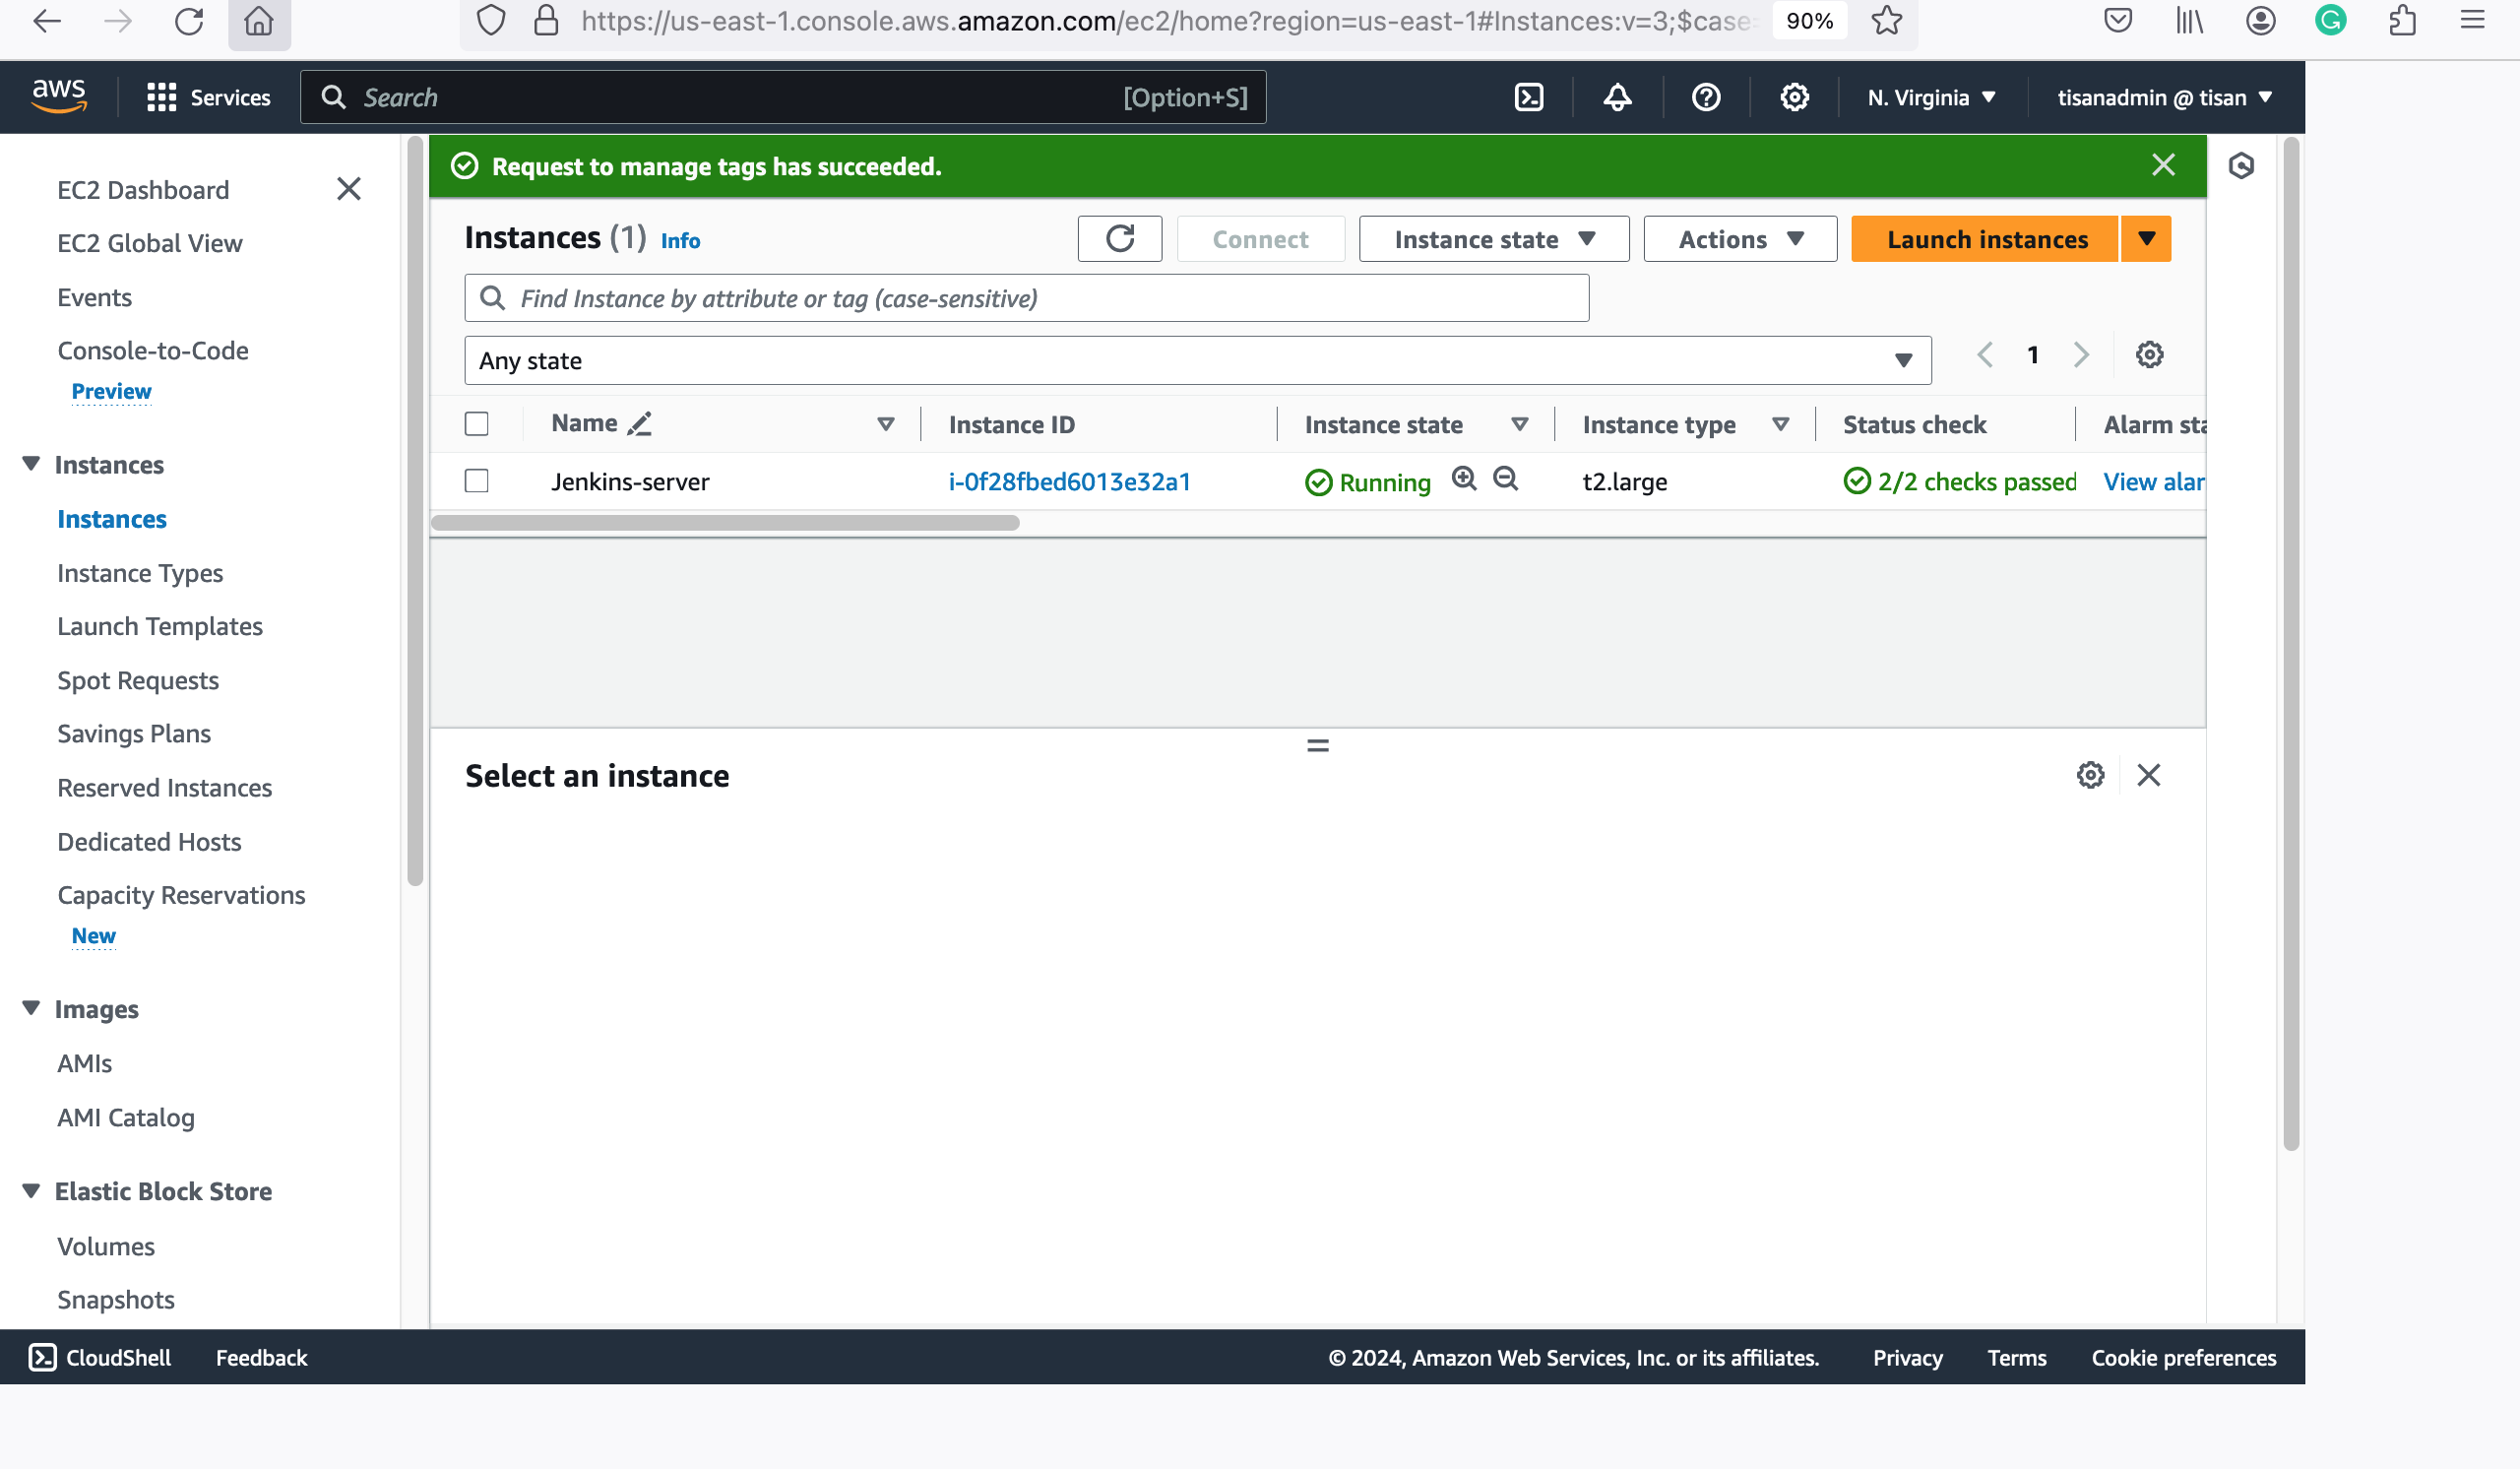 https://us-east-1.console.aws.amazon.com/ec2/home?region=us-east-1#Instances:v=3;$case= 90%
aws Services Search [Option+S] N. Virginia tisanadmin @ tisan
Request to manage tags has succeeded.
EC2 Dashboard
EC2 Global View
Events
Console-to-Code
Preview
Instances
Instances
Instance Types
Launch Templates
Spot Requests
Savings Plans
Reserved Instances
Dedicated Hosts
Capacity Reservations
New
Images
AMIs
AMI Catalog
Elastic Block Store
Volumes
Snapshots
Instances (1) Info Connect Instance state Actions Launch instances
Find Instance by attribute or tag (case-sensitive)
Any state 1
Name Instance ID Instance state Instance type Status check Alarm sta
Jenkins-server i-0f28fbed6013e32a1 Running t2.large 2/2 checks passed View alar
Select an instance
CloudShell Feedback © 2024, Amazon Web Services, Inc. or its affiliates. Privacy Terms Cookie preferences